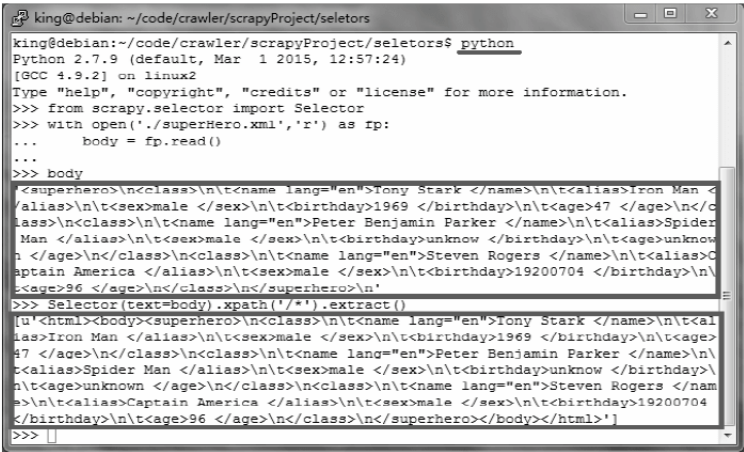 king@debian: ~/code/crawler/scrapyProject/seletors
king@debian:~/code/crawler/scrapyProject/seletors$ python
Python 2.7.9 (default, Mar  1 2015, 12:57:24)
[GCC 4.9.2] on linux2
Type "help", "copyright", "credits" or "license" for more information.
>>> from scrapy.selector import Selector
>>> with open('./superHero.xml','r') as fp:
...     body = fp.read()
...
>>> body
'<superhero>\n<class>\n\t<name lang="en">Tony Stark </name>\n\t<alias>Iron Man <
/alias>\n\t<sex>male </sex>\n\t<birthday>1969 </birthday>\n\t<age>47 </age>\n</c
lass>\n<class>\n\t<name lang="en">Peter Benjamin Parker </name>\n\t<alias>Spider
 Man </alias>\n\t<sex>male </sex>\n\t<birthday>unknow </birthday>\n\t<age>unknow
n </age>\n</class>\n<class>\n\t<name lang="en">Steven Rogers </name>\n\t<alias>C
aptain America </alias>\n\t<sex>male </sex>\n\t<birthday>19200704 </birthday>\n\
t<age>96 </age>\n</class>\n</superhero>\n'
>>> Selector(text=body).xpath('/*').extract()
[u'<html><body><superhero>\n<class>\n\t<name lang="en">Tony Stark </name>\n\t<al
ias>Iron Man </alias>\n\t<sex>male </sex>\n\t<birthday>1969 </birthday>\n\t<age>
47 </age>\n</class>\n<class>\n\t<name lang="en">Peter Benjamin Parker </name>\n\
t<alias>Spider Man </alias>\n\t<sex>male </sex>\n\t<birthday>unknow </birthday>\
n\t<age>unknown </age>\n</class>\n<class>\n\t<name lang="en">Steven Rogers </nam
e>\n\t<alias>Captain America </alias>\n\t<sex>male </sex>\n\t<birthday>19200704 
</birthday>\n\t<age>96 </age>\n</class>\n</superhero></body></html>']
>>>